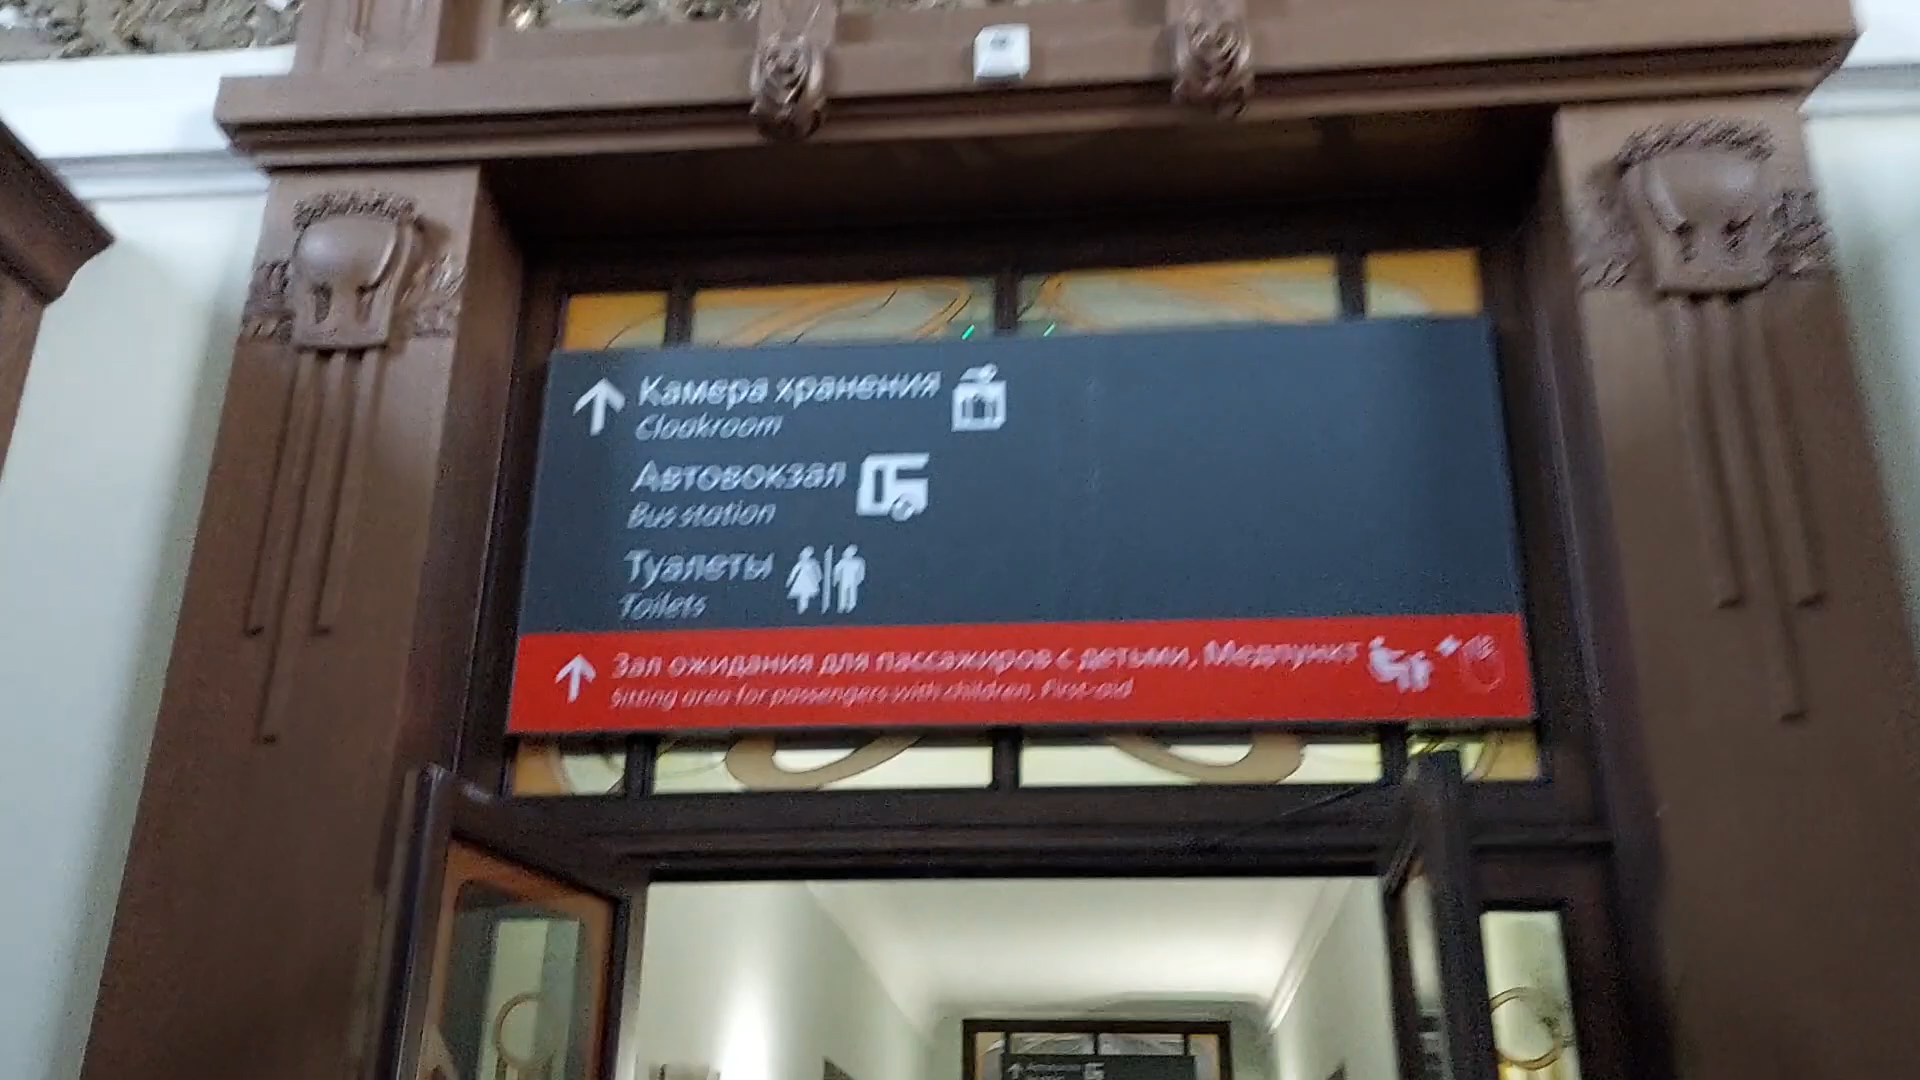 Камера хранения
Cloakroom
Автовокзал
Bus station
Туалеты
Toilets
Зал ожидания для пассажиров с детьми, Медпункт
Sitting area for passengers with children, First-aid